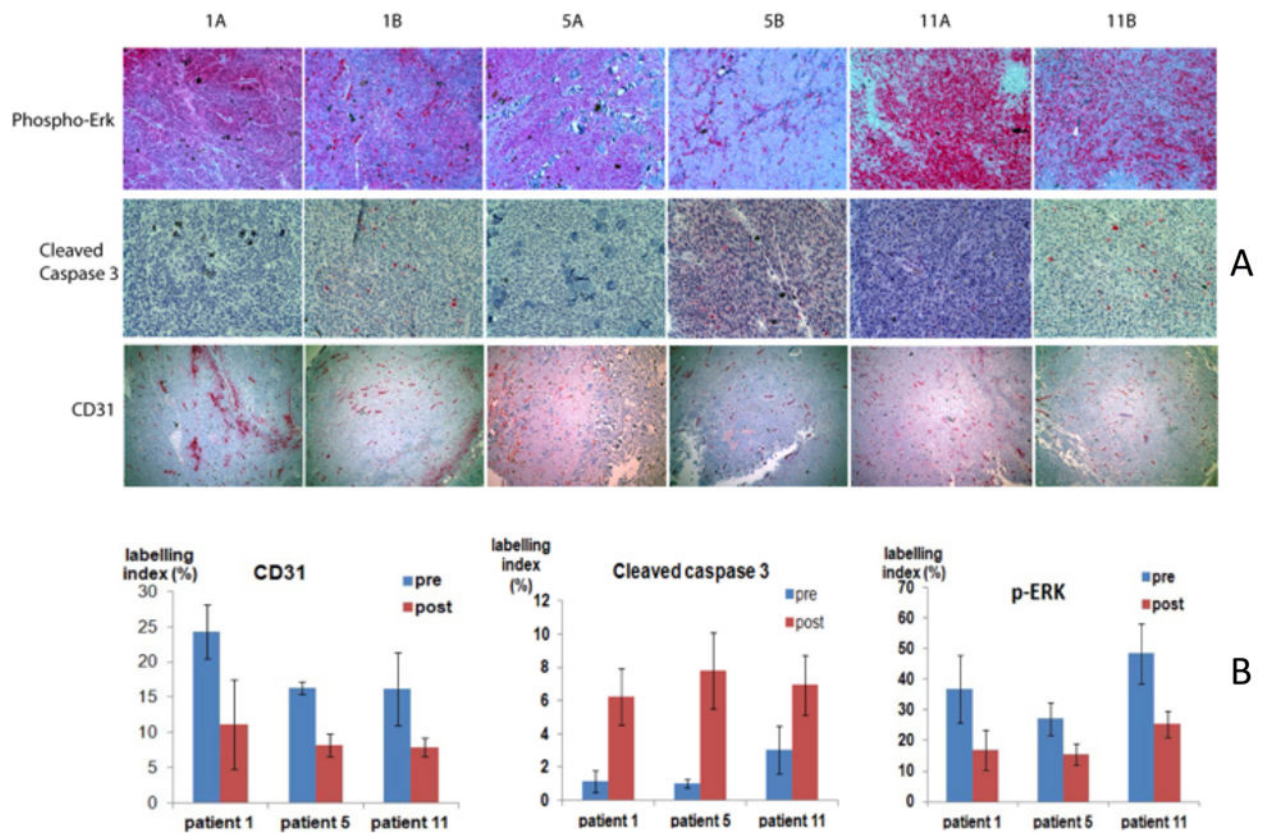 1A 1B 5A 5B 11A 11B
Phospho-Erk
Cleaved
Caspase 3
A
CD31
labelling
index (%)
CD31
pre
post
30
25
20
15
10
5
0
patient 1 patient 5 patient 11
labelling
index
(%)
Cleaved caspase 3
pre
post
12
10
8
6
4
2
0
patient 1 patient 5 patient 11
labelling
index (%)
p-ERK
pre
post
70
60
50
40
30
20
10
0
patient 1 patient 5 patient 11
B